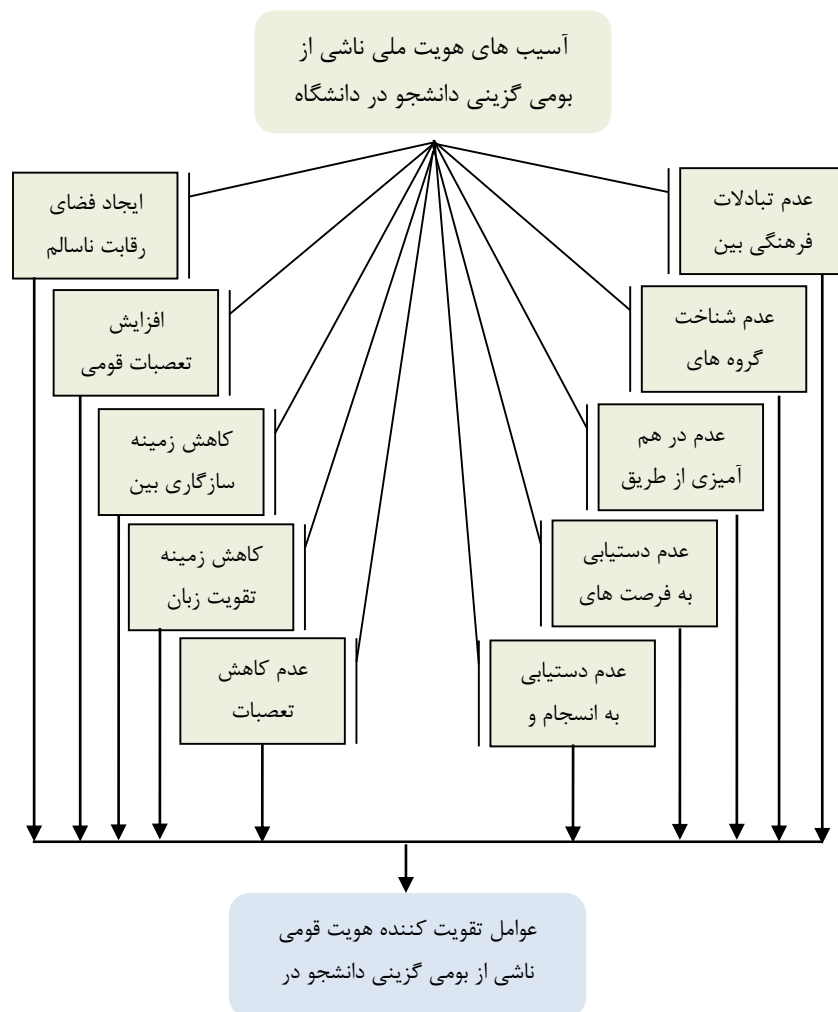 آسیب های هویت ملی ناشی از
بومی گزینی دانشجو در دانشگاه
عدم تبادلات
فرهنگی بین
عدم شناخت
گروه های
عدم در هم
آمیزی از طریق
عدم دستیابی
به فرصت های
عدم دستیابی
به انسجام و
ایجاد فضای
رقابت ناسالم
افزایش
تعصبات قومی
کاهش زمینه
سازگاری بین
کاهش زمینه
تقویت زبان
عدم کاهش
تعصبات
عوامل تقویت کننده هویت قومی
ناشی از بومی گزینی دانشجو در